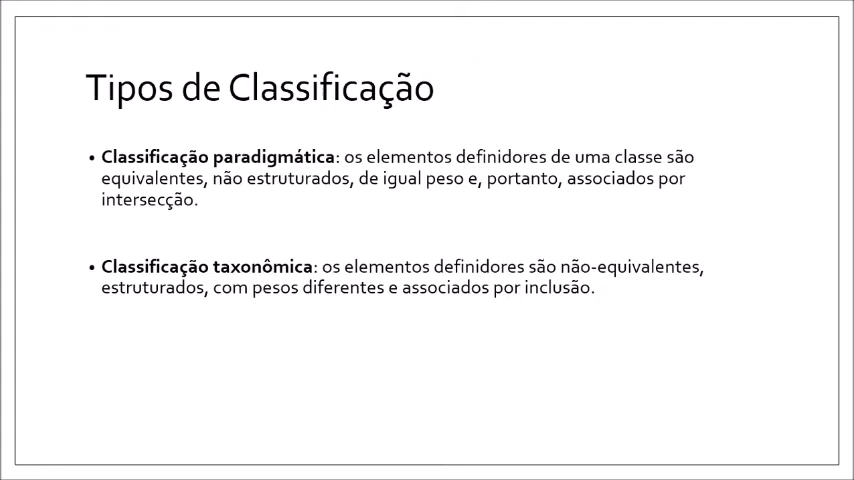 Tipos de Classificação
• Classificação paradigmática: os elementos definidores de uma classe são
equivalentes, não estruturados, de igual peso e, portanto, associados por
intersecção.
• Classificação taxonômica: os elementos definidores são não-equivalentes,
estruturados, com pesos diferentes e associados por inclusão.